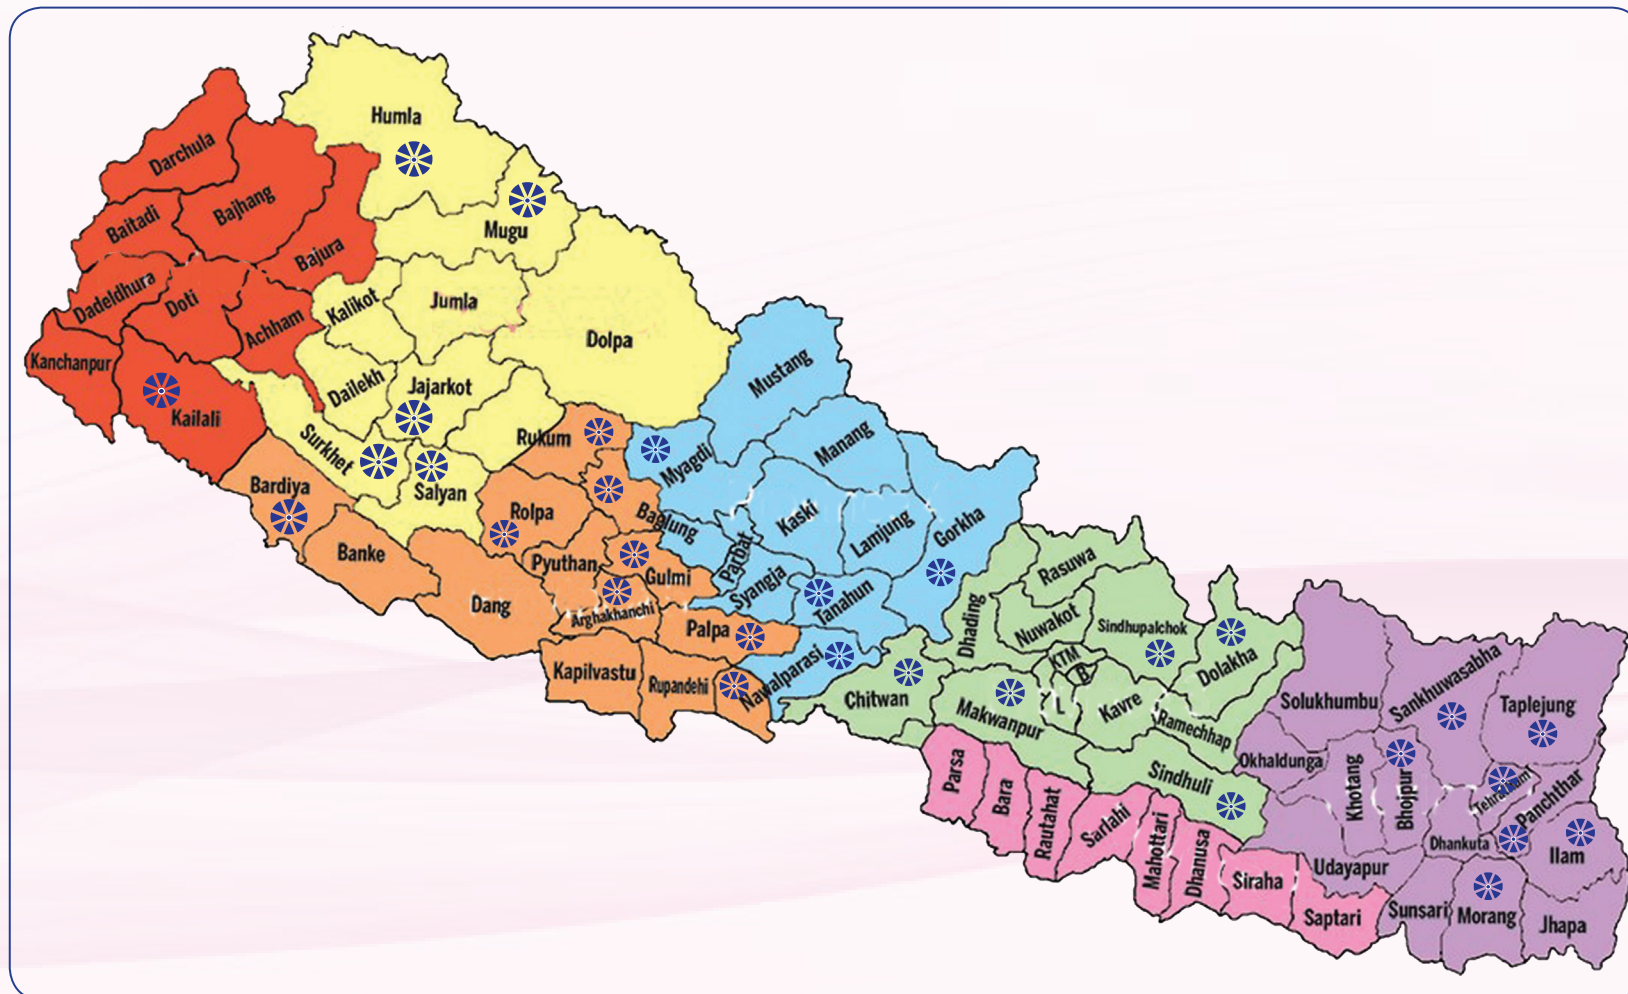 Humla
Darchula
Bajhang
Baitadi
Mugu
Bajura
Dadeldhura
Doti
Kalikot
Jumla
Achham
Dolpa
Kanchanpur
Mustang
Dailekh
Jajarkot
Kailali
Rukum
Surkhet
Manang
Myagdi
Bardiya
Salyan
Rolpa
Baglung
Kaski
Lamjung
Gorkha
Banke
Pyuthan
Parbat
Gulmi
Syangja
Rasuwa
Dang
Arghakhanchi
Tanahun
Dhading
Nuwakot
Sindhupalchok
Palpa
KTM
B
Dolakha
Kapilvastu
Rupandehi
Nawalparasi
Chitwan
Makwanpur
L
Kavre
Ramechhap
Solukhumbu
Sankhuwasabha
Taplejung
Okhaldunga
Parsa
Bara
Sindhuli
Khotang
Bhojpur
Tehrathum
Panchthar
Rautahat
Sarlahi
Mahottari
Dhanusa
Dhankuta
Ilam
Siraha
Udayapur
Saptari
Sunsari
Morang
Jhapa